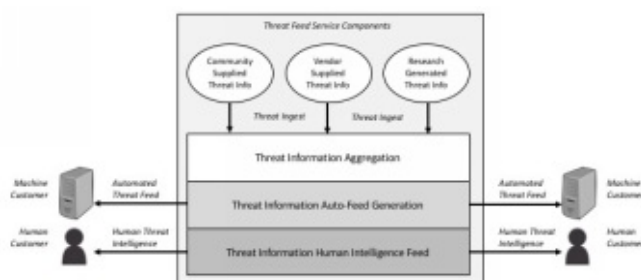 Threat Feed Service Components
Community
Supplied
Threat Info
Vendor
Supplied
Threat Info
Research
Generated
Threat Info
Threat Ingest
Threat Ingest
Threat Information Aggregation
Machine
Customer
Automated
Threat Feed
Threat Information Auto-Feed Generation
Automated
Threat Feed
Machine
Custome
Human
Customer
Human Threat
Intelligence
Threat Information Human Intelligence Feed
Human Threat
Intelligence
Human
Custome